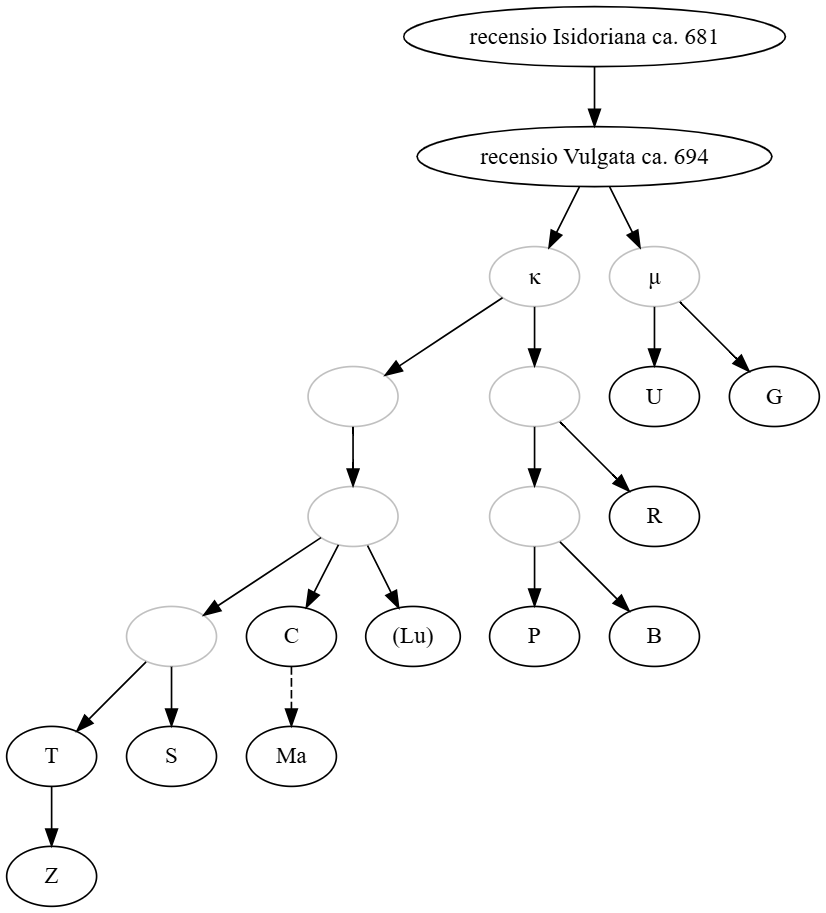 recensio Isidoriana ca. 681
recensio Vulgata ca. 694
κ
μ
U
G
R
C
(Lu)
P
B
T
S
Ma
Z